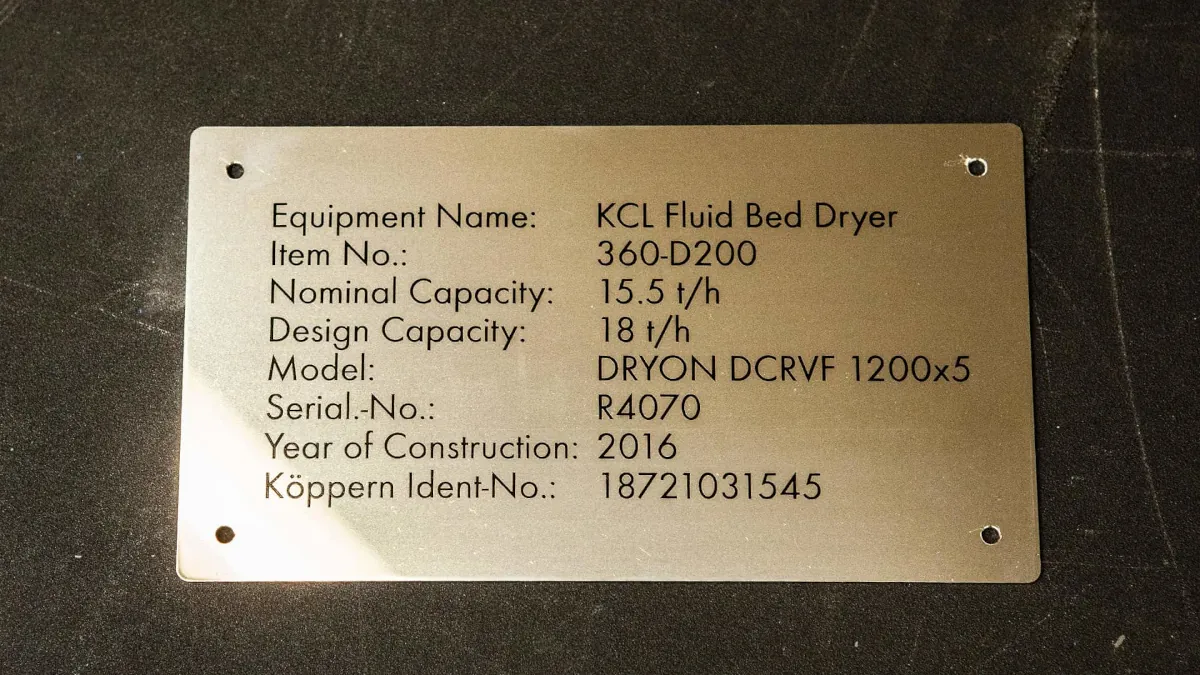 Equipment Name: KCL Fluid Bed Dryer
Item No.: 360-D200
Nominal Capacity: 15.5 t/h
Design Capacity: 18 t/h
Model: DRYON DCRVF 1200x5
Serial.-No.: R4070
Year of Construction: 2016
Köppern Ident-No.: 18721031545